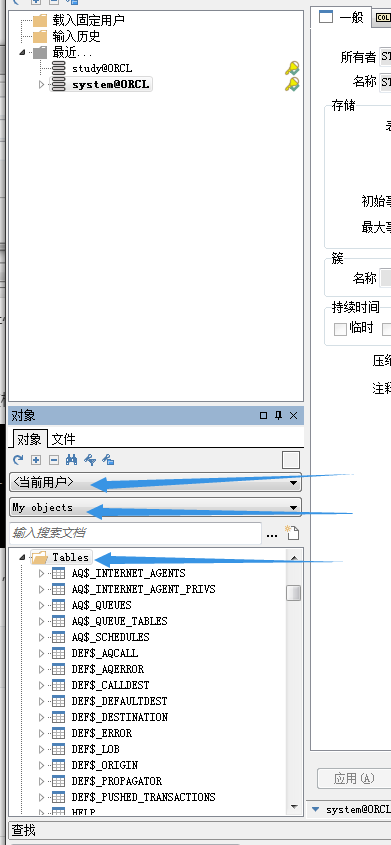 载入固定用户
输入历史
最近...
study@ORCL
system@ORCL
一般
COL
所有者
ST
名称
ST
存储
表
初始事
最大事
簇
名称
持续时间
临时
压缩
注释
对象
对象 文件
<当前用户>
My objects
输入搜索文档
...
Tables
AQ$_INTERNET_AGENTS
AQ$_INTERNET_AGENT_PRIVS
AQ$_QUEUES
AQ$_QUEUE_TABLES
AQ$_SCHEDULES
DEF$_AQCALL
DEF$_AQERROR
DEF$_CALLDEST
DEF$_DEFAULTDEST
DEF$_DESTINATION
DEF$_ERROR
DEF$_LOB
DEF$_ORIGIN
DEF$_PROPAGATOR
DEF$_PUSHED_TRANSACTIONS
HELP
应用(A)
system@ORCL
查找